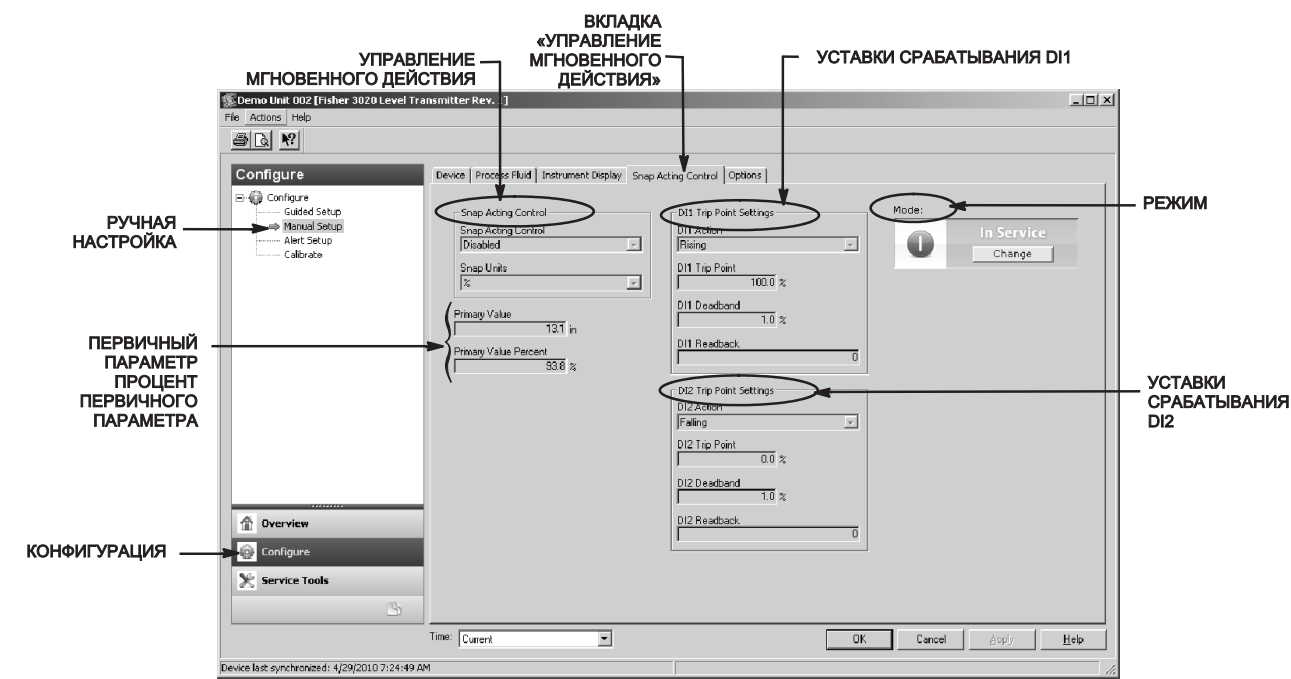 ВКЛАДКА
«УПРАВЛЕНИЕ
МГНОВЕННОГО
ДЕЙСТВИЯ»
УПРАВЛЕНИЕ
МГНОВЕННОГО ДЕЙСТВИЯ
УСТАВКИ СРАБАТЫВАНИЯ DI1
Demo Unit 002 [Fisher 3020 Level Transmitter Rev. 1]
File Actions Help
Configure
Configure
Guided Setup
Manual Setup
Alert Setup
Calibrate
РУЧНАЯ
НАСТРОЙКА
Device Process Fluid Instrument Display Snap Acting Control Options
Snap Acting Control
Snap Acting Control
Disabled
Snap Units
%
Primary Value
13.1 in
Primary Value Percent
93.8 %
ПЕРВИЧНЫЙ
ПАРАМЕТР
ПРОЦЕНТ
ПЕРВИЧНОГО
ПАРАМЕТРА
DI1 Trip Point Settings
DI1 Action
Rising
DI1 Trip Point
100.0 %
DI1 Deadband
1.0 %
DI1 Readback
0
DI2 Trip Point Settings
DI2 Action
Falling
DI2 Trip Point
0.0 %
DI2 Deadband
1.0 %
DI2 Readback
0
Mode:
In Service
Change
РЕЖИМ
УСТАВКИ
СРАБАТЫВАНИЯ
DI2
Overview
КОНФИГУРАЦИЯ
Configure
Service Tools
Time: Current
OK Cancel Apply Help
Device last synchronized: 4/29/2010 7:24:49 AM